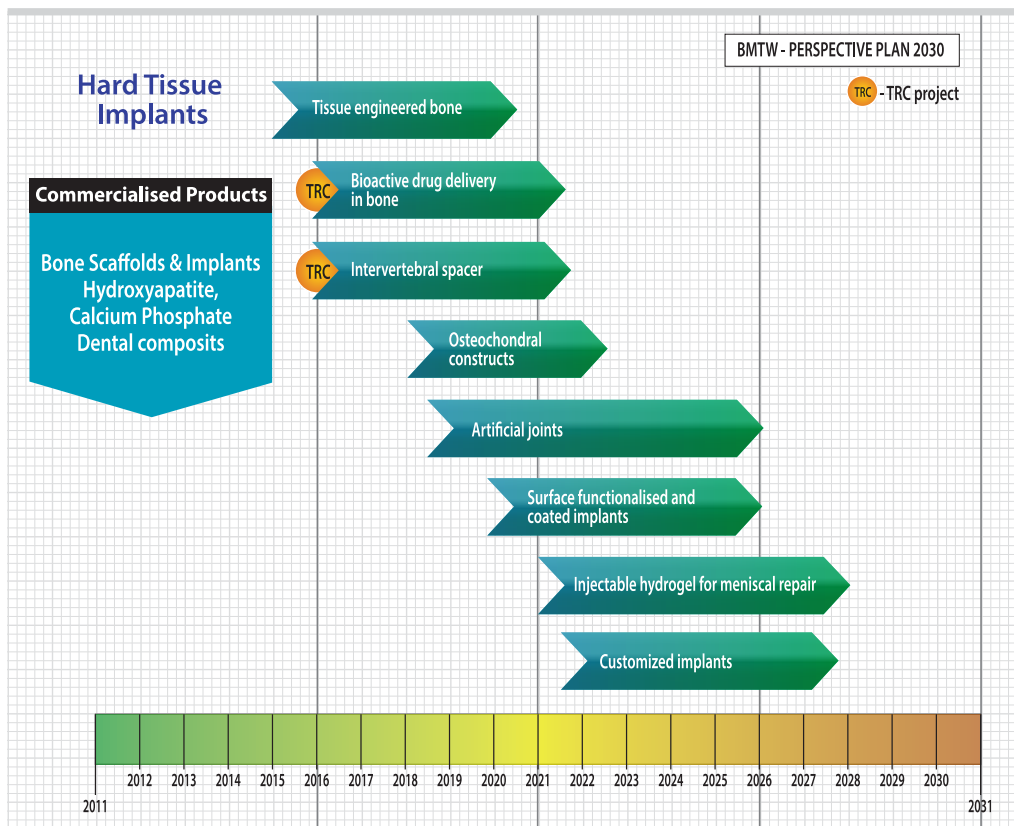 BMTW - PERSPECTIVE PLAN 2030
TRC - TRC project
Hard Tissue
Implants
Commercialised Products
Bone Scaffolds & Implants
Hydroxyapatite,
Calcium Phosphate
Dental composits
Tissue engineered bone
TRC
Bioactive drug delivery
in bone
TRC
Intervertebral spacer
Osteochondral
constructs
Artificial joints
Surface functionalised and
coated implants
Injectable hydrogel for meniscal repair
Customized implants
2012 2013 2014 2015 2016 2017 2018 2019 2020 2021 2022 2023 2024 2025 2026 2027 2028 2029 2030
2011 2031